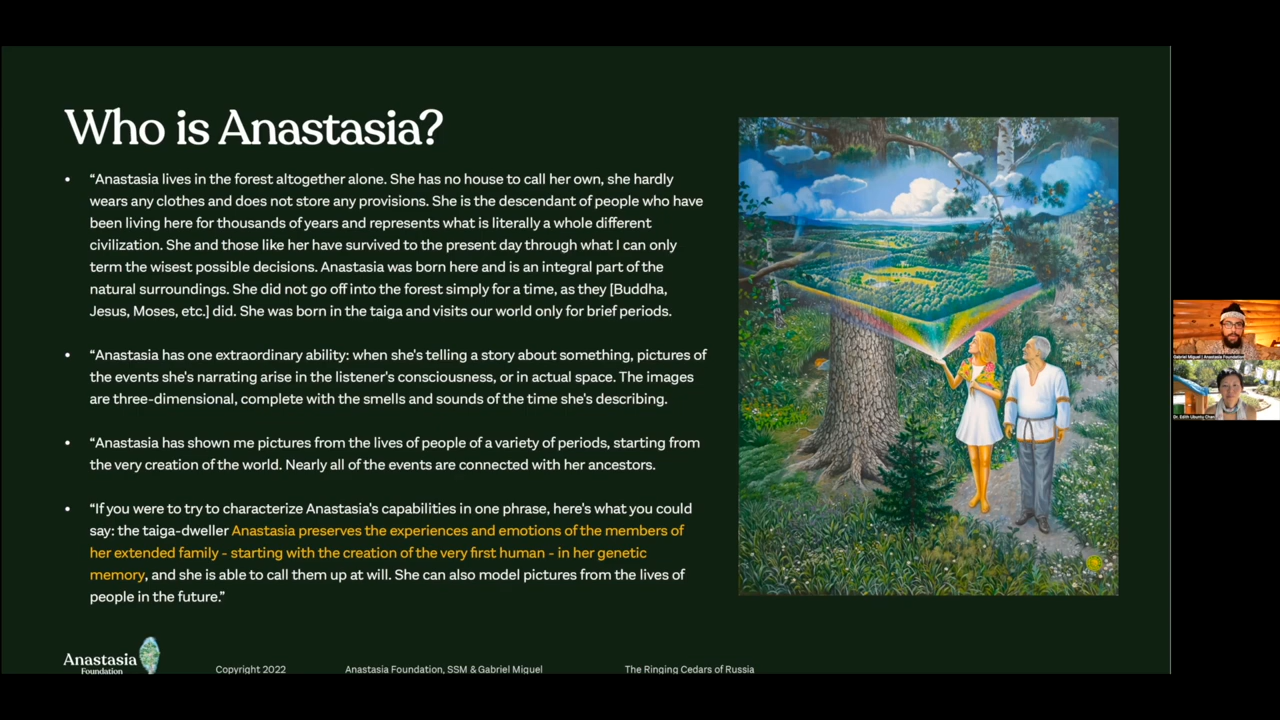 Who is Anastasia?
• “Anastasia lives in the forest altogether alone. She has no house to call her own, she hardly
wears any clothes and does not store any provisions. She is the descendant of people who have
been living here for thousands of years and represents what is literally a whole different
civilization. She and those like her have survived to the present day through what I can only
term the wisest possible decisions. Anastasia was born here and is an integral part of the
natural surroundings. She did not go off into the forest simply for a time, as they [Buddha,
Jesus, Moses, etc.] did. She was born in the taiga and visits our world only for brief periods.
• “Anastasia has one extraordinary ability: when she's telling a story about something, pictures of
the events she's narrating arise in the listener's consciousness, or in actual space. The images
are three-dimensional, complete with the smells and sounds of the time she's describing.
• “Anastasia has shown me pictures from the lives of people of a variety of periods, starting from
the very creation of the world. Nearly all of the events are connected with her ancestors.
• “If you were to try to characterize Anastasia's capabilities in one phrase, here's what you could
say: the taiga-dweller Anastasia preserves the experiences and emotions of the members of
her extended family - starting with the creation of the very first human - in her genetic
memory, and she is able to call them up at will. She can also model pictures from the lives of
people in the future.”
Anastasia
Foundation
Copyright 2022
Anastasia Foundation, SSM & Gabriel Miguel
The Ringing Cedars of Russia
Gabriel Miguel | Anastasia Foundation
Dr. Edith Ubuntu Chan